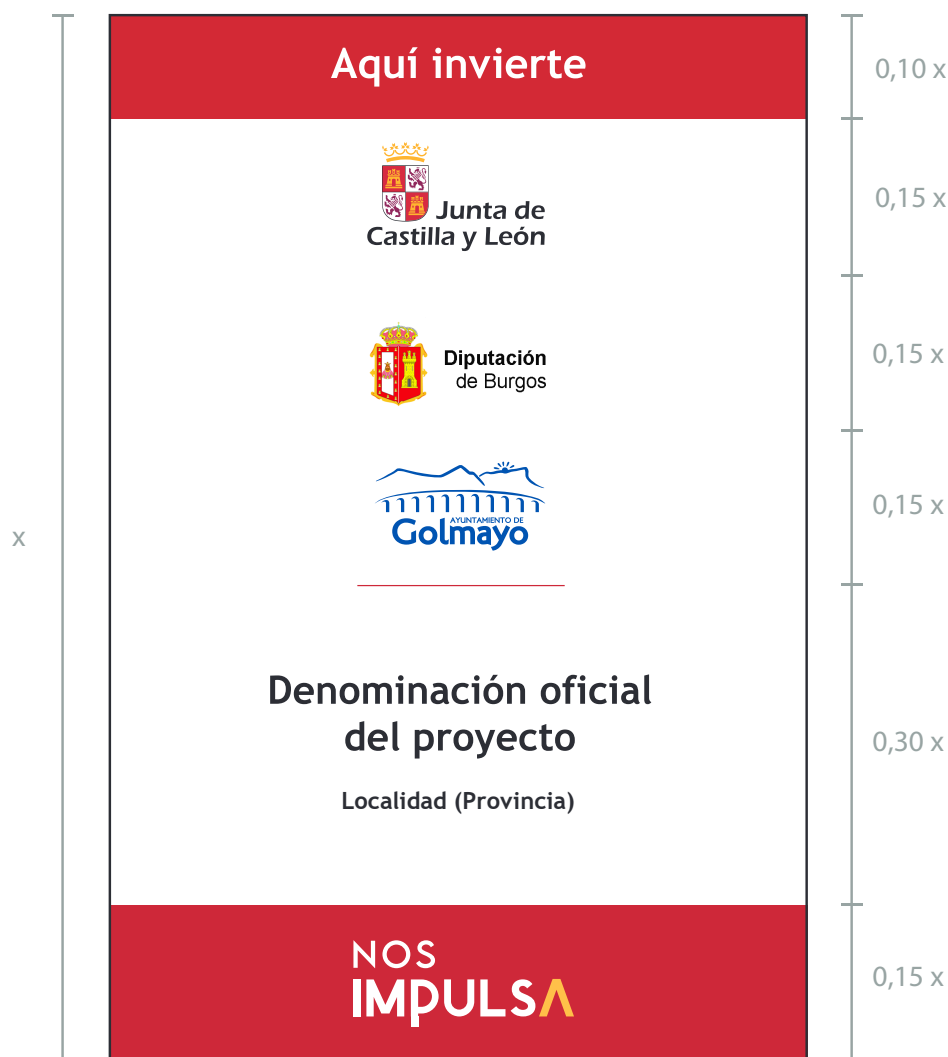 Aquí invierte
0,10 x
Junta de
Castilla y León
0,15 x
Diputación
de Burgos
0,15 x
AYUNTAMIENTO DE
Golmayo
0,15 x
x
Denominación oficial
del proyecto
0,30 x
Localidad (Provincia)
NOS
IMPULSA
0,15 x